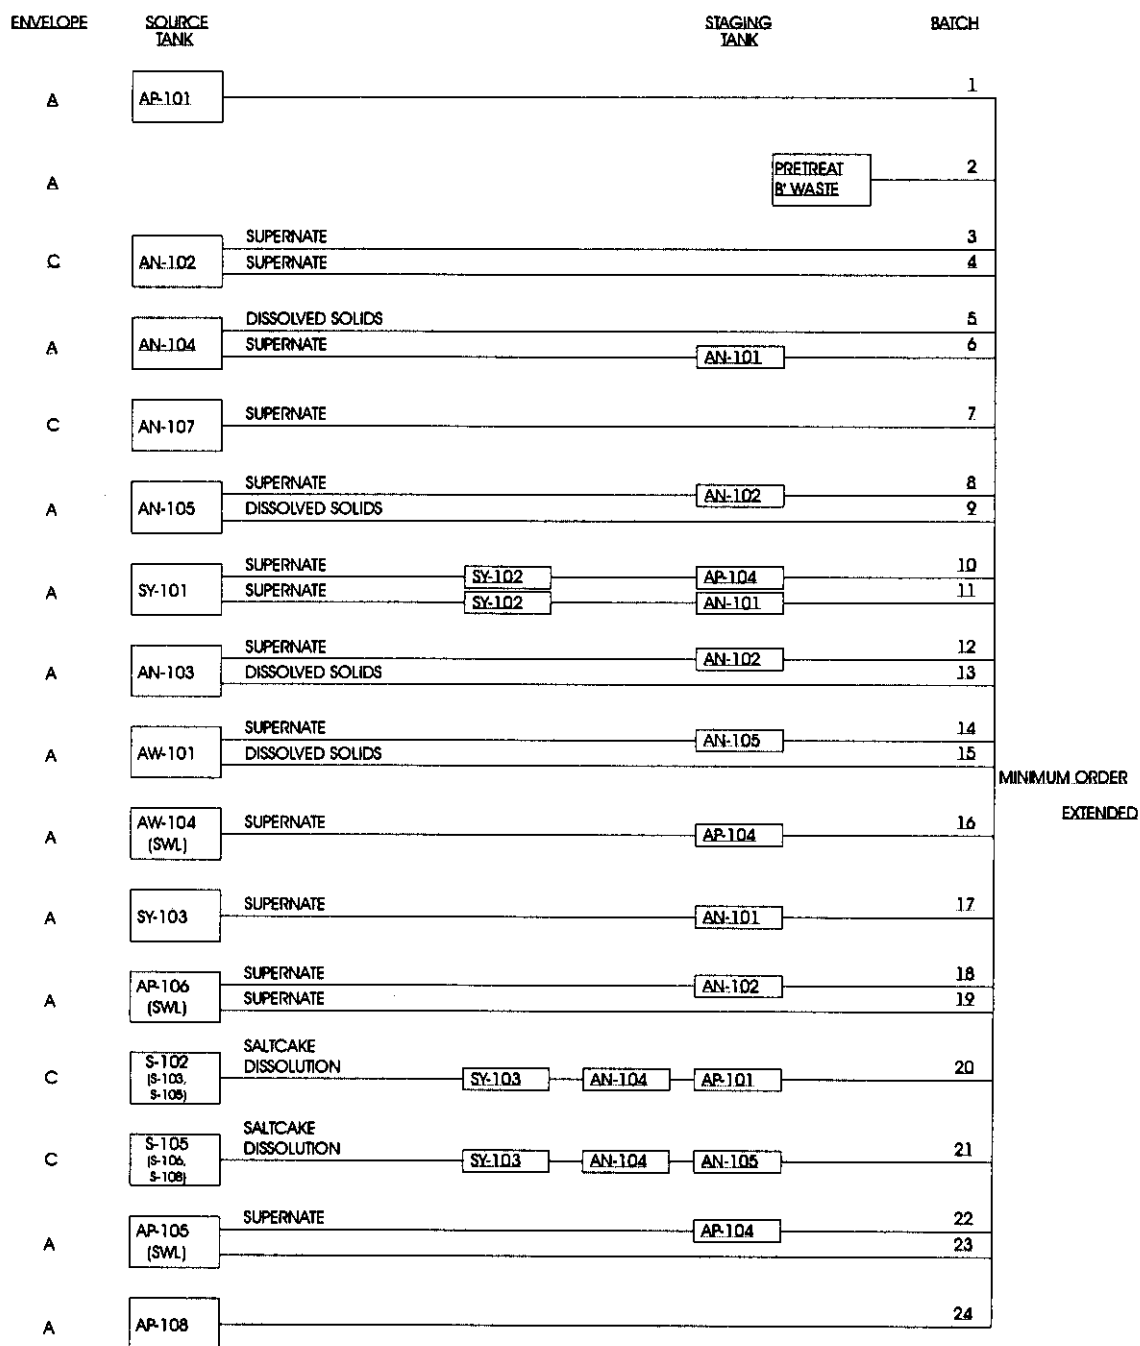 ENVELOPE SOURCE TANK STAGING TANK BATCH
A AP-101 1
A PRETREAT B' WASTE 2
C AN-102 SUPERNATE 3
SUPERNATE 4
A AN-104 DISSOLVED SOLIDS 5
SUPERNATE AN-101 6
C AN-107 SUPERNATE 7
A AN-105 SUPERNATE AN-102 8
DISSOLVED SOLIDS 9
A SY-101 SUPERNATE SY-102 AP-104 10
SUPERNATE SY-102 AN-101 11
A AN-103 SUPERNATE AN-102 12
DISSOLVED SOLIDS 13
A AW-101 SUPERNATE AN-105 14
DISSOLVED SOLIDS 15
MINIMUM ORDER
EXTENDED
A AW-104 (SWL) SUPERNATE AP-104 16
A SY-103 SUPERNATE AN-101 17
A AP-106 (SWL) SUPERNATE AN-102 18
SUPERNATE 19
C S-102 (S-103, S-105) SALTCAKE DISSOLUTION SY-103 AN-104 AP-101 20
C S-105 (S-106, S-108) SALTCAKE DISSOLUTION SY-103 AN-104 AN-105 21
A AP-105 (SWL) SUPERNATE AP-104 22
23
A AP-108 24